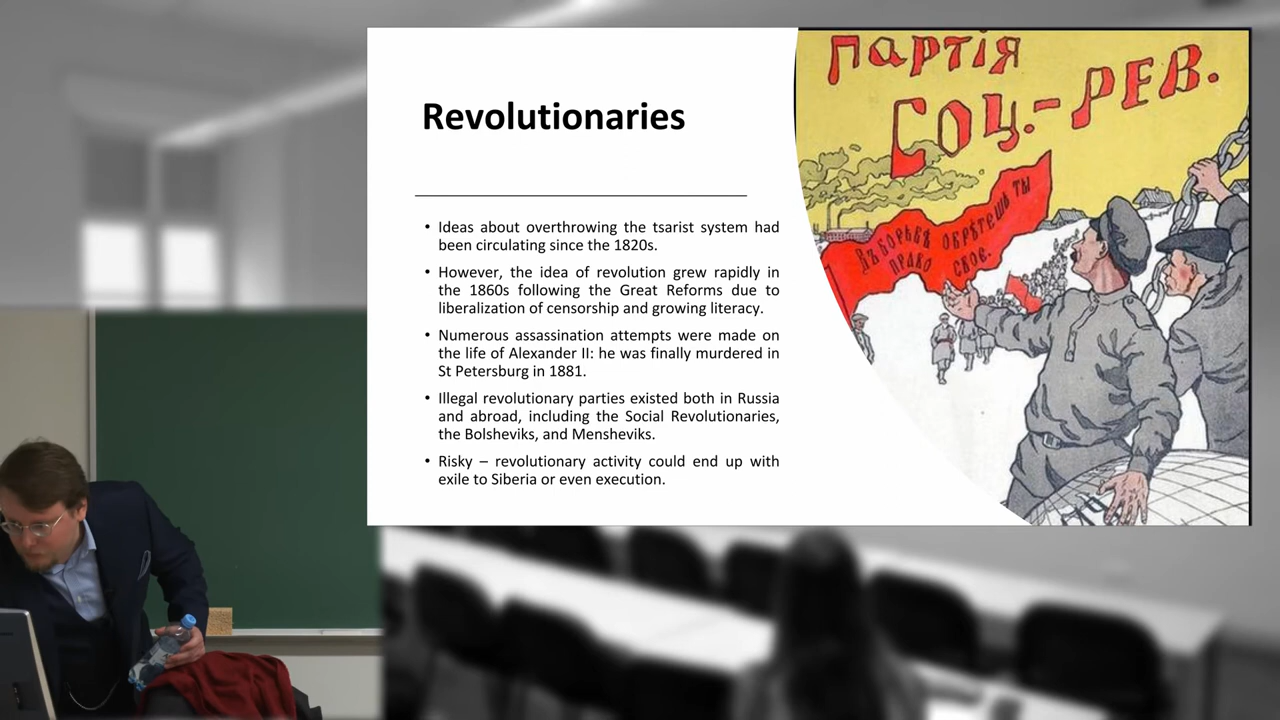 Revolutionaries
• Ideas about overthrowing the tsarist system had
been circulating since the 1820s.
• However, the idea of revolution grew rapidly in
the 1860s following the Great Reforms due to
liberalization of censorship and growing literacy.
• Numerous assassination attempts were made on
the life of Alexander II: he was finally murdered in
St Petersburg in 1881.
• Illegal revolutionary parties existed both in Russia
and abroad, including the Social Revolutionaries,
the Bolsheviks, and Mensheviks.
• Risky – revolutionary activity could end up with
exile to Siberia or even execution.
Партія
Соц.-РЕВ.
Въ борьбѣ обрѣтешь ты
право свое.